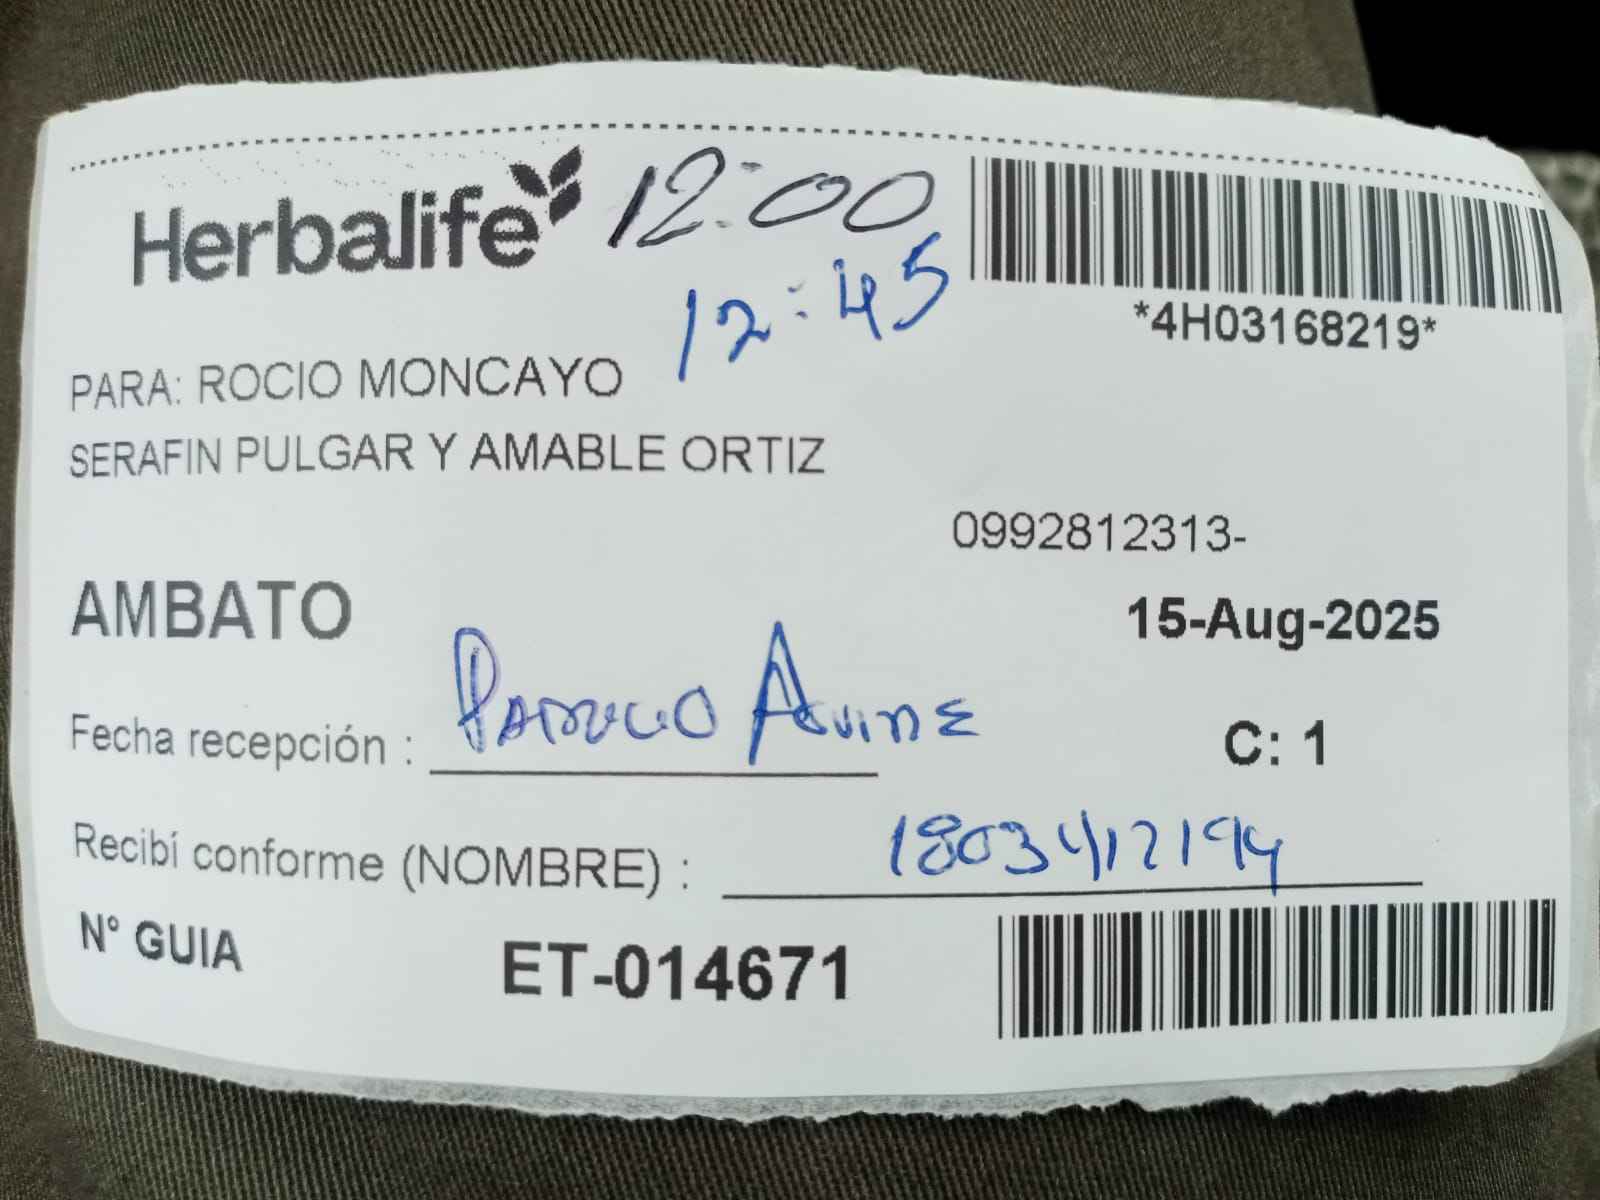 Herbalife 12:00
12:45
*4H03168219*
PARA: ROCIO MONCAYO
SERAFIN PULGAR Y AMABLE ORTIZ
0992812313-
AMBATO
15-Aug-2025
Fecha recepción :
C: 1
Recibí conforme (NOMBRE) :
N° GUIA ET-014671